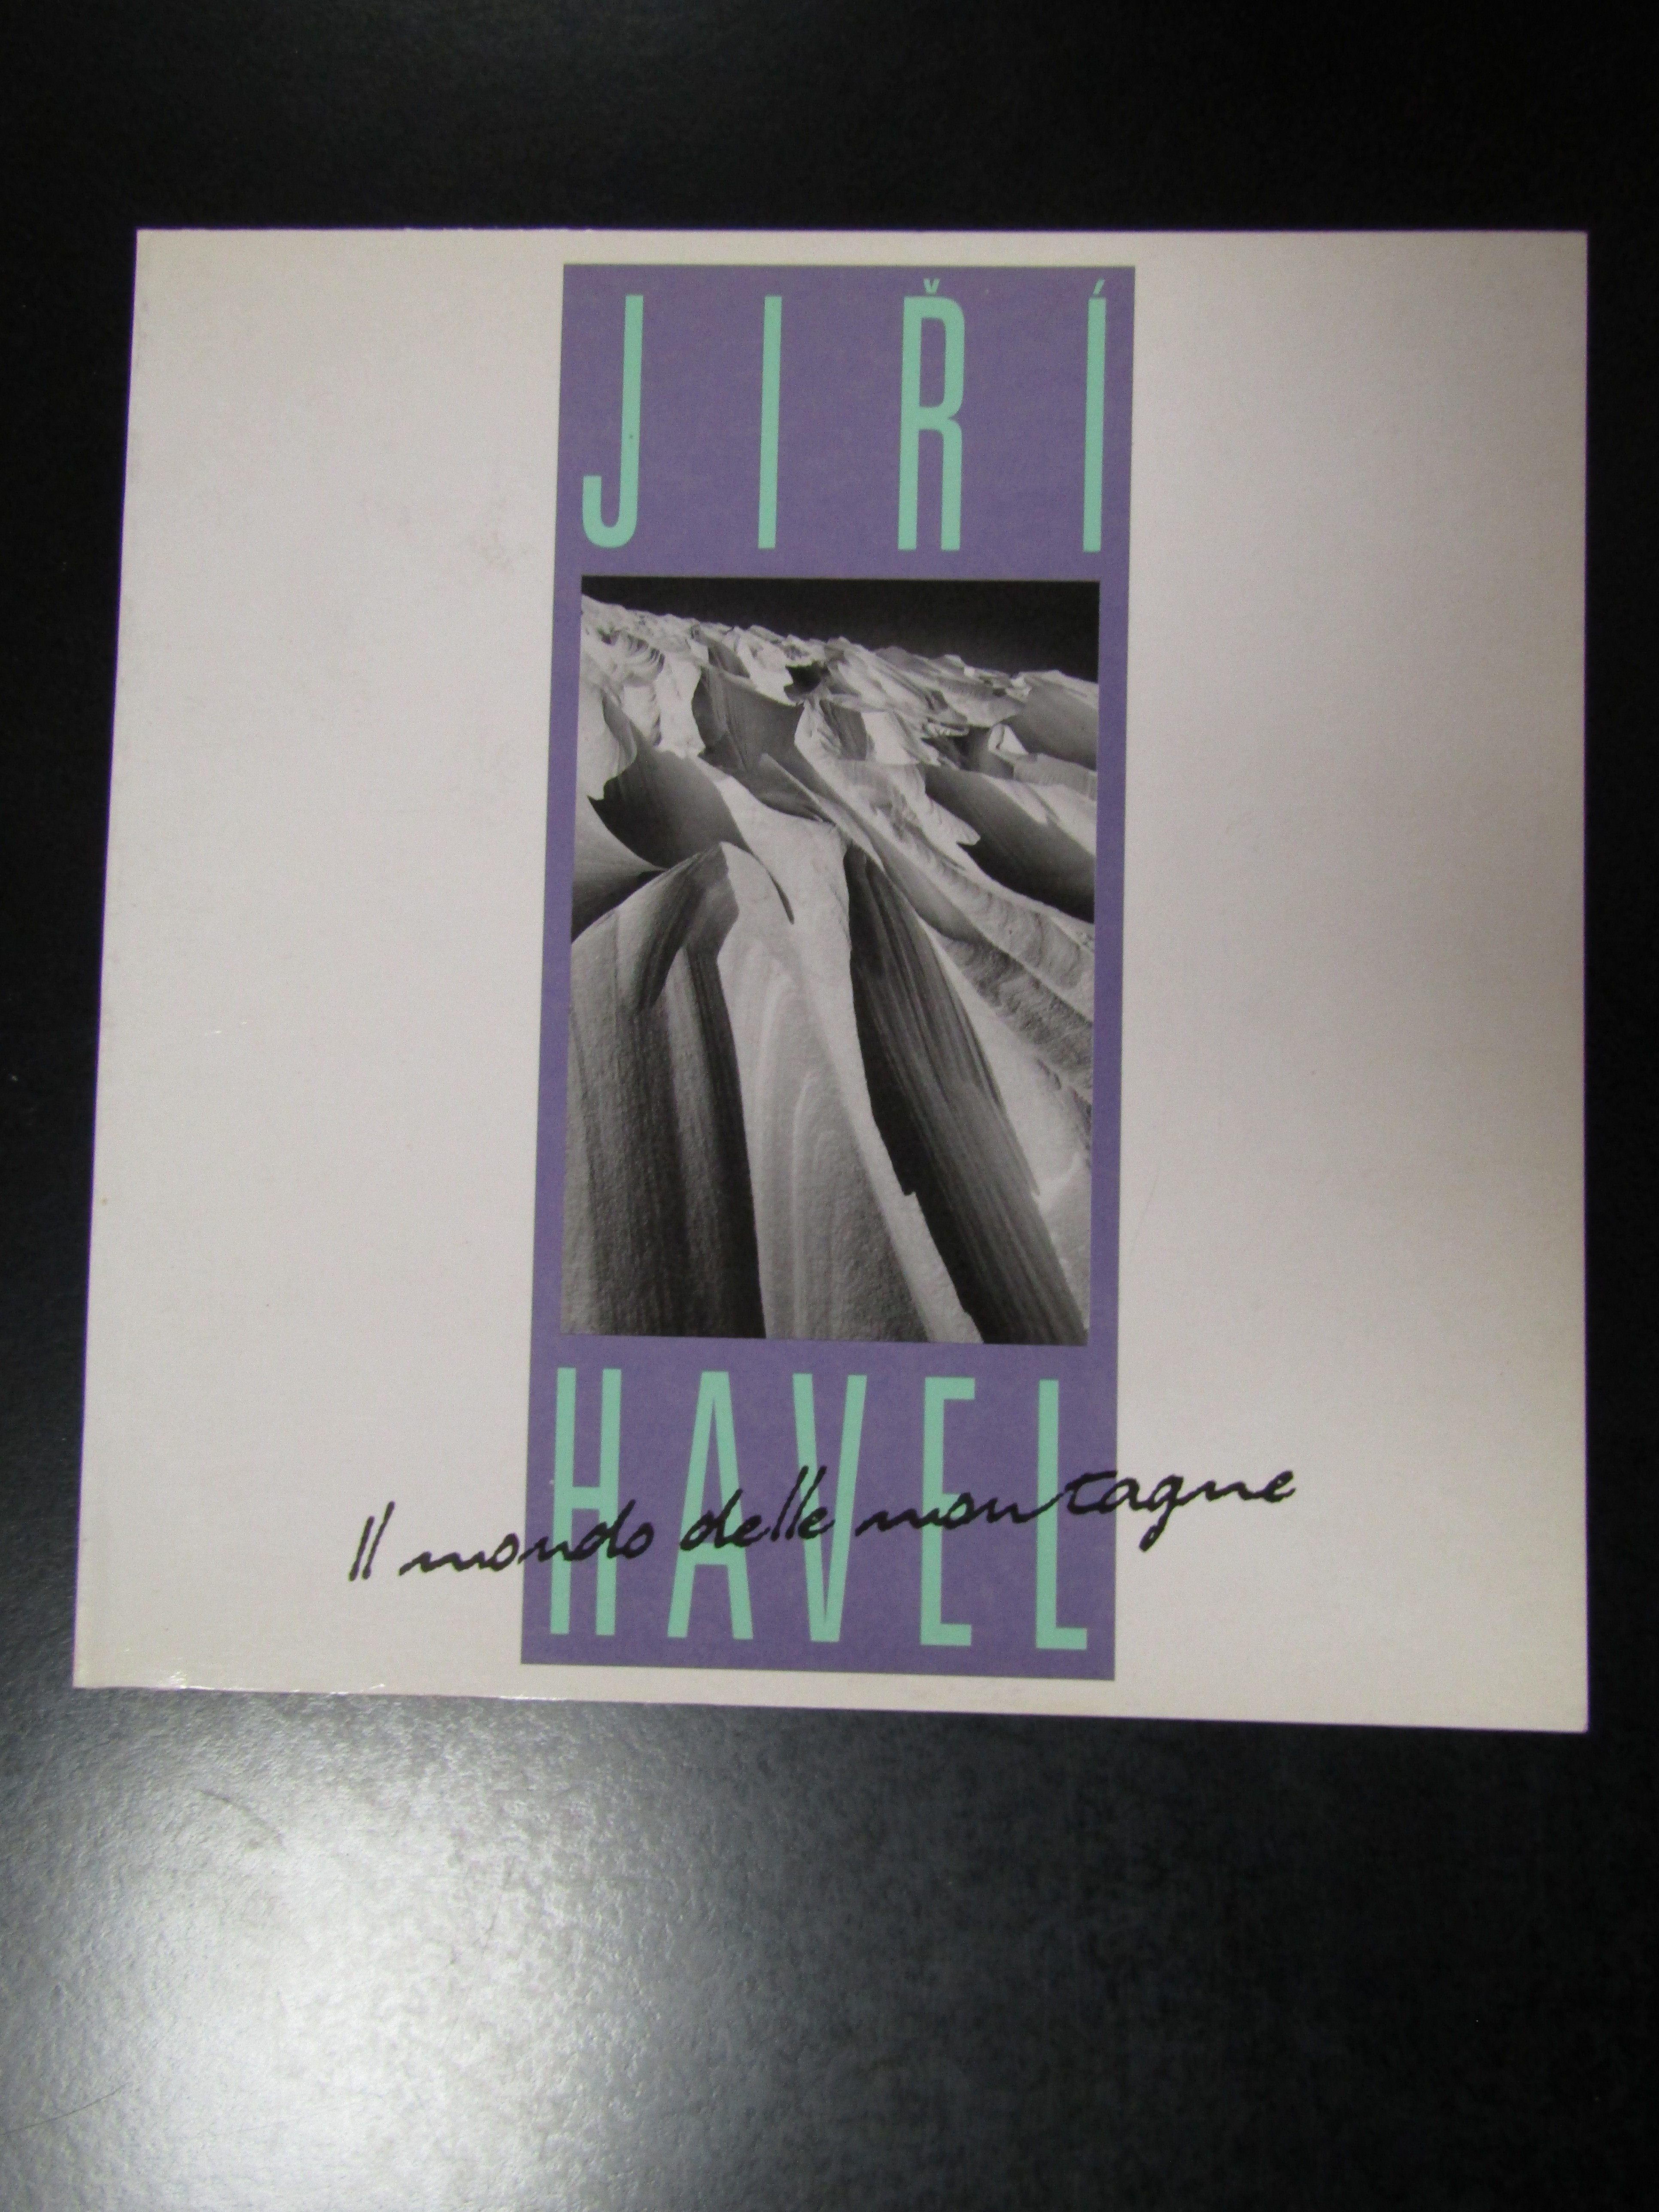 JIŘÍ
HAVEL
Il mondo delle montagne